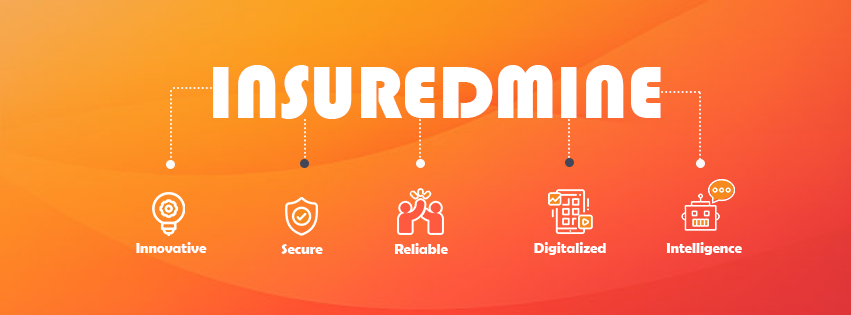 INSUREDMINE
Innovative
Secure
Reliable
Digitalized
Intelligence